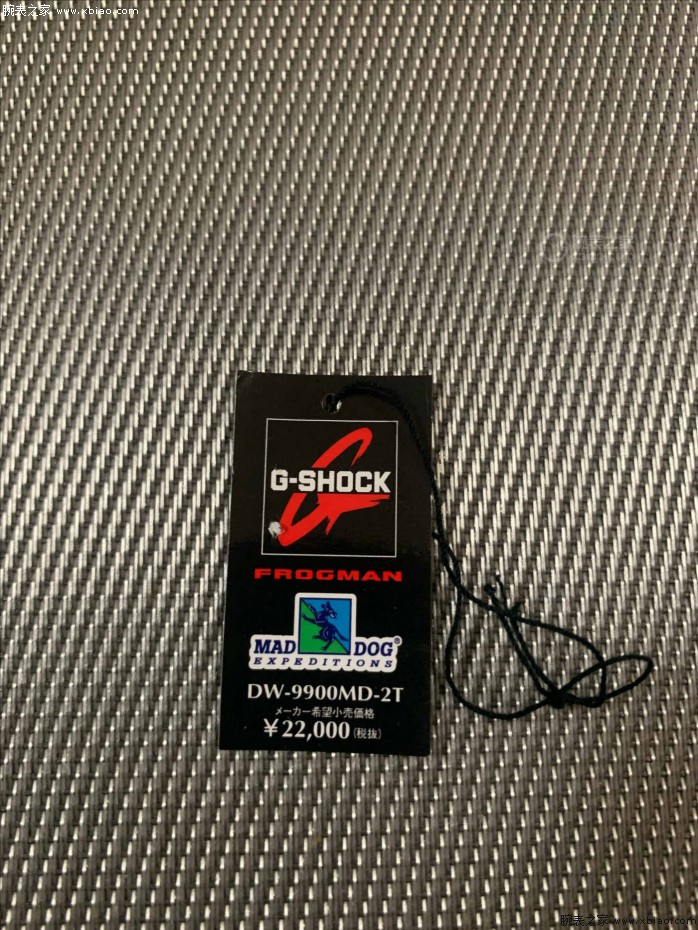 腕表之家 www.xbiao.com
G-SHOCK
FROGMAN
MAD DOG®
EXPEDITIONS
DW-9900MD-2T
メーカー希望小売価格
￥22,000(税抜)
腕表之家 www.xbiao.com